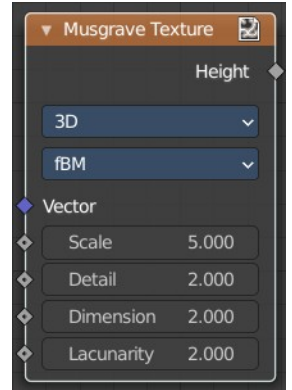 Musgrave Texture
Height
3D
fBM
Vector
Scale 5.000
Detail 2.000
Dimension 2.000
Lacunarity 2.000